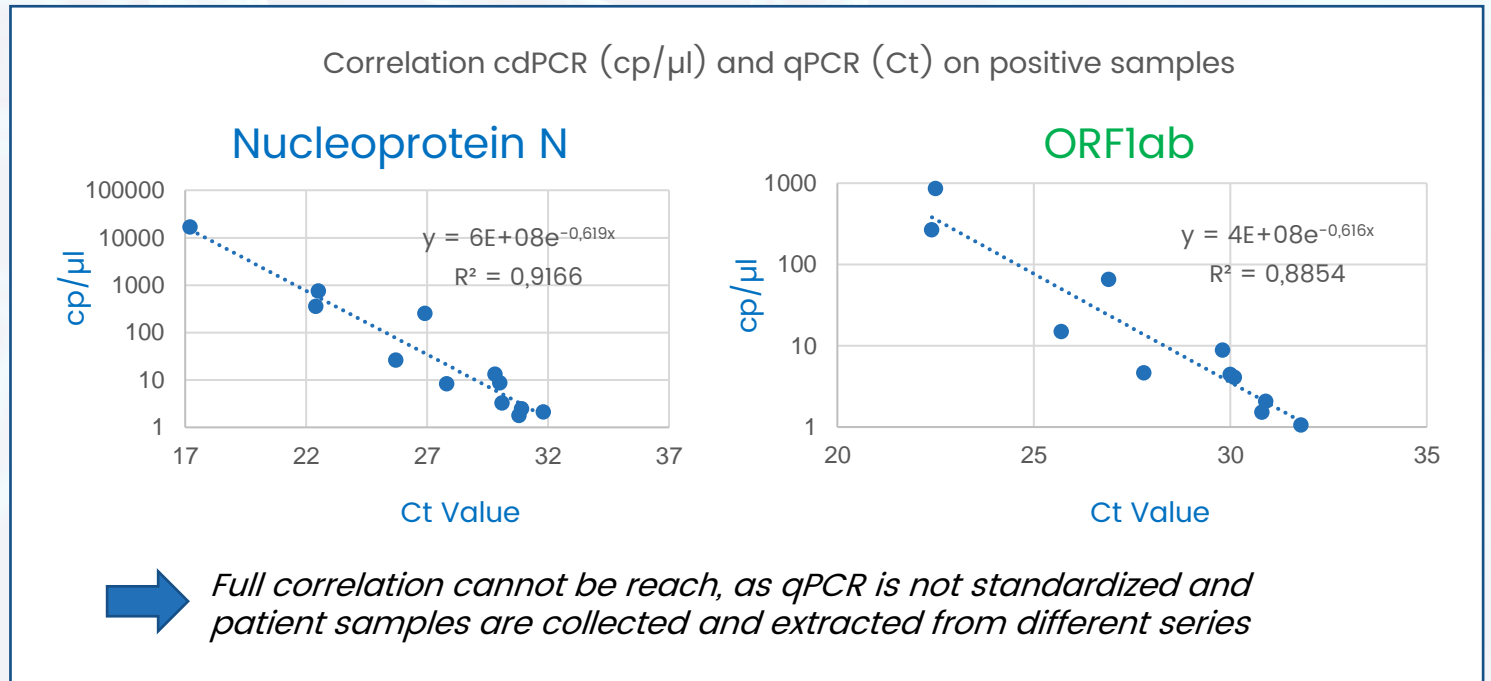 Correlation cdPCR (cp/µl) and qPCR (Ct) on positive samples
Nucleoprotein N
100000
10000
1000
100
10
1
cp/µl
y = 6E+08e^-0,619x
R² = 0,9166
17 22 27 32 37
Ct Value
ORF1ab
1000
100
10
1
cp/µl
y = 4E+08e^-0,616x
R² = 0,8854
20 25 30 35
Ct Value
Full correlation cannot be reach, as qPCR is not standardized and
patient samples are collected and extracted from different series